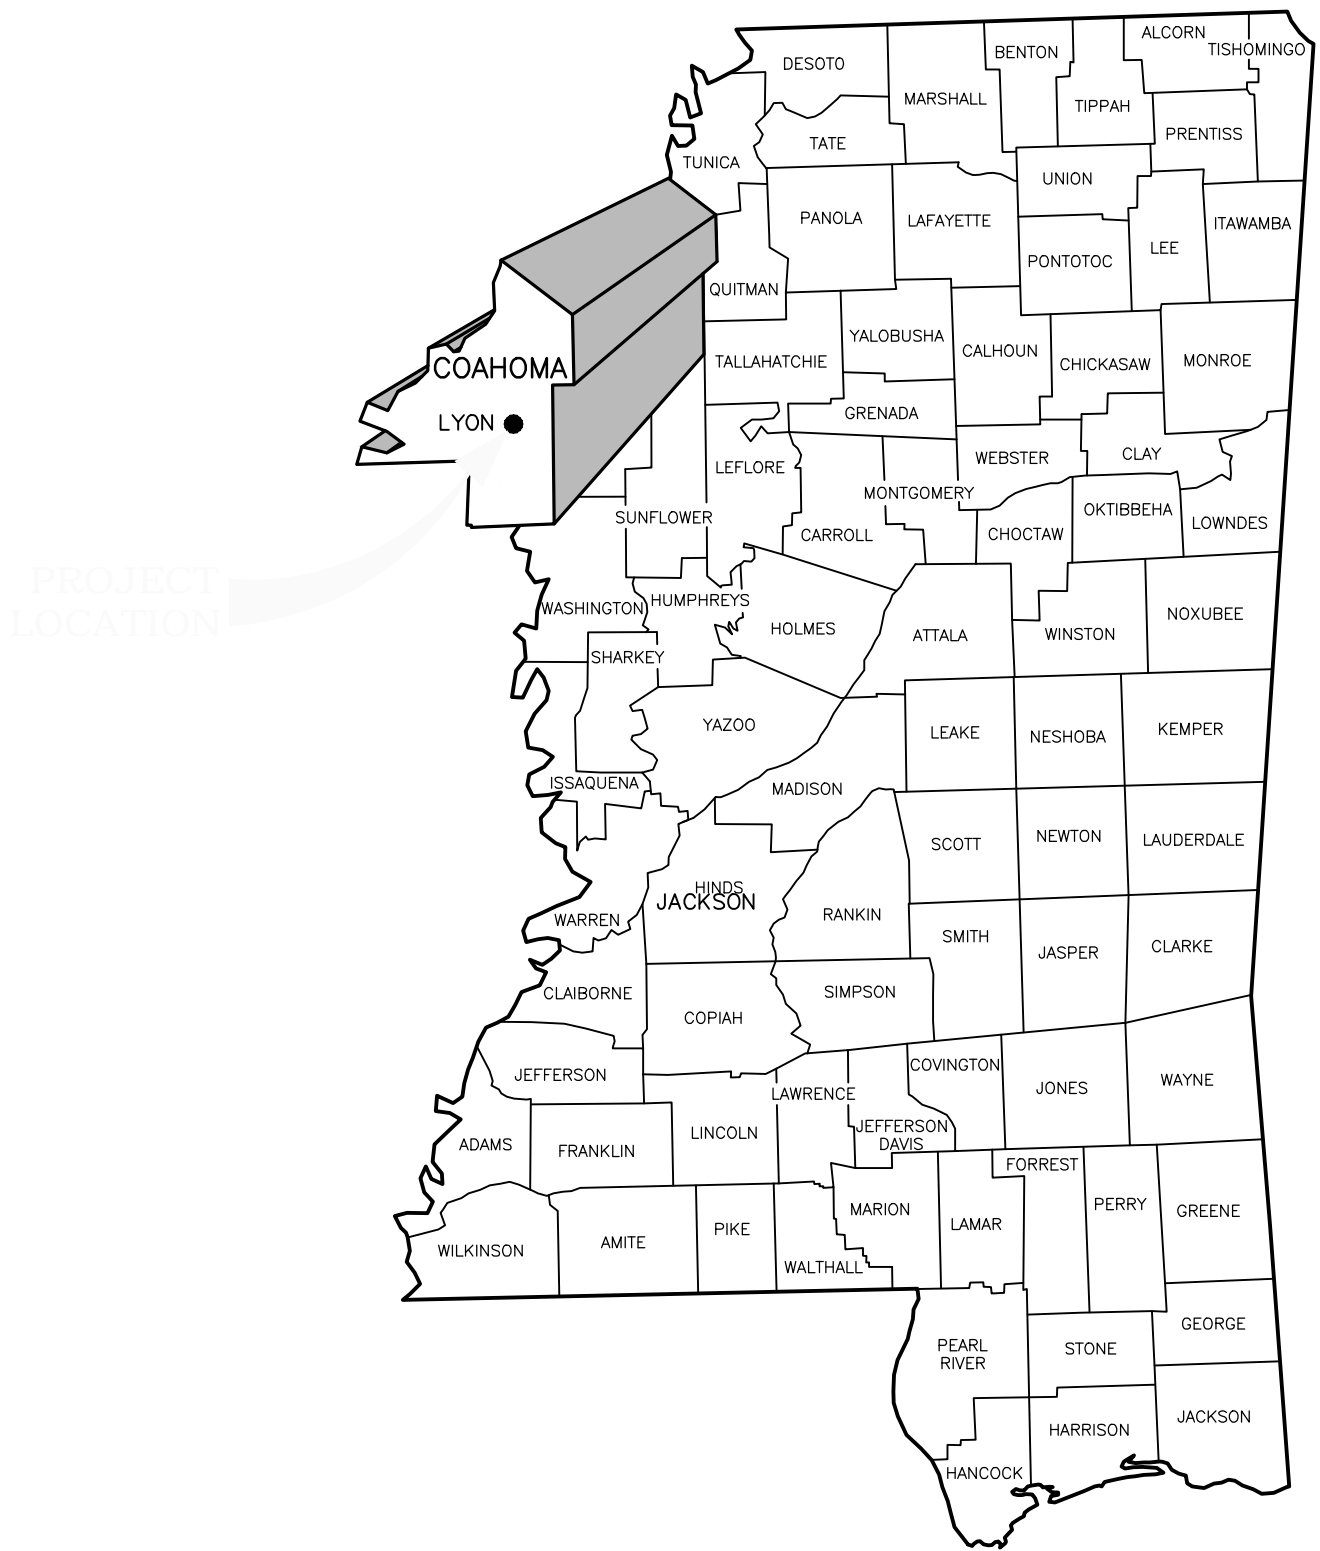 ALCORN
TISHOMINGO
BENTON
DESOTO
MARSHALL
TIPPAH
PRENTISS
TATE
TUNICA
UNION
PANOLA
LAFAYETTE
ITAWAMBA
LEE
PONTOTOC
QUITMAN
YALOBUSHA
CALHOUN
TALLAHATCHIE
CHICKASAW
MONROE
COAHOMA
GRENADA
LYON
CLAY
WEBSTER
LEFLORE
MONTGOMERY
OKTIBBEHA
SUNFLOWER
LOWNDES
CARROLL
CHOCTAW
PROJECT
LOCATION
HUMPHREYS
WASHINGTON
NOXUBEE
HOLMES
ATTALA
WINSTON
SHARKEY
YAZOO
LEAKE
NESHOBA
KEMPER
ISSAQUENA
MADISON
NEWTON
LAUDERDALE
SCOTT
HINDS
JACKSON
RANKIN
WARREN
SMITH
JASPER
CLARKE
CLAIBORNE
SIMPSON
COPIAH
COVINGTON
JEFFERSON
WAYNE
JONES
LAWRENCE
JEFFERSON
DAVIS
LINCOLN
ADAMS
FRANKLIN
FORREST
PERRY
MARION
GREENE
LAMAR
PIKE
AMITE
WILKINSON
WALTHALL
GEORGE
PEARL
RIVER
STONE
JACKSON
HARRISON
HANCOCK